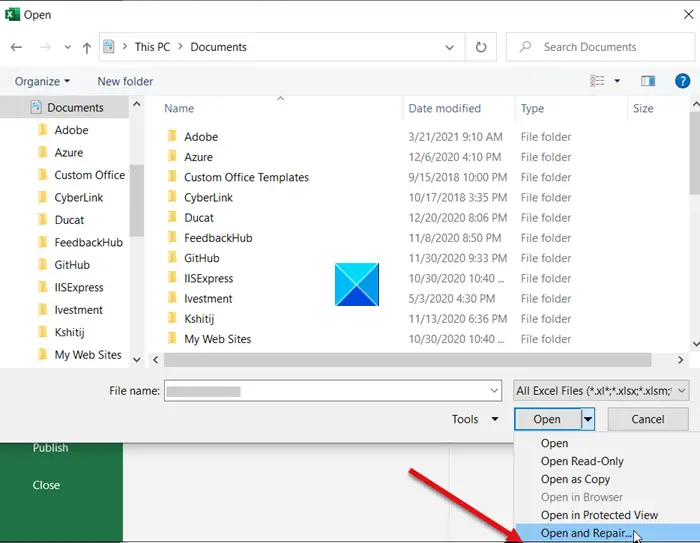 Open
This PC > Documents
Search Documents
Organize
New folder
?
Documents
Adobe
Azure
Custom Office
CyberLink
Ducat
FeedbackHub
GitHub
IISExpress
Ivestment
Kshitij
My Web Sites
Name Date modified Type Size
Adobe 3/21/2021 9:10 AM File folder
Azure 12/6/2020 4:10 PM File folder
Custom Office Templates 9/15/2018 10:00 PM File folder
CyberLink 10/17/2018 3:35 PM File folder
Ducat 12/20/2020 8:06 PM File folder
FeedbackHub 11/8/2020 8:50 PM File folder
GitHub 11/30/2020 9:33 PM File folder
IISExpress 10/30/2020 10:40 ... File folder
Ivestment 5/3/2020 4:30 PM File folder
Kshitij 11/13/2020 6:36 PM File folder
My Web Sites 10/30/2020 10:40 ... File folder
File name:
All Excel Files (*.xl*;*.xlsx;*.xlsm;
Tools Open Cancel
Publish
Close
Open
Open Read-Only
Open as Copy
Open in Browser
Open in Protected View
Open and Repair...